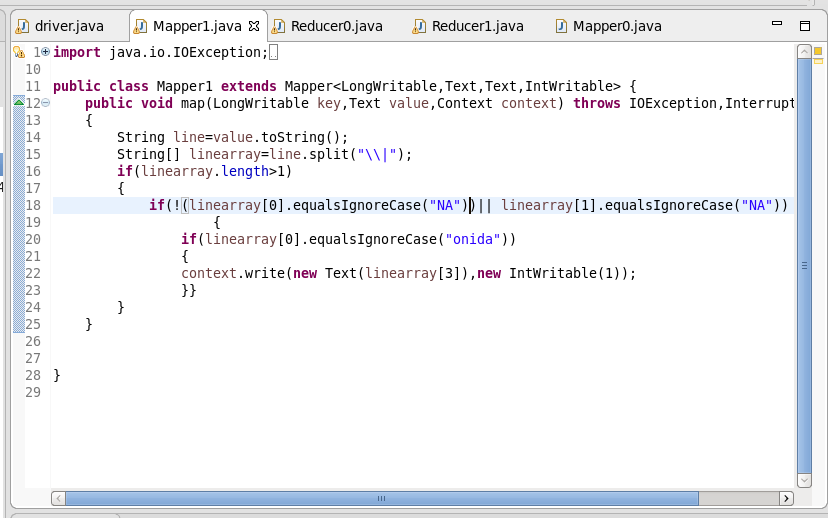 driver.java Mapper1.java Reducer0.java Reducer1.java Mapper0.java
1 import java.io.IOException;
10
11 public class Mapper1 extends Mapper<LongWritable,Text,Text,IntWritable> {
12 public void map(LongWritable key,Text value,Context context) throws IOException,Interrupt
13 {
14 String line=value.toString();
15 String[] linearray=line.split("\\|");
16 if(linearray.length>1)
17 {
18 if(!(linearray[0].equalsIgnoreCase("NA"))|| linearray[1].equalsIgnoreCase("NA"))
19 {
20 if(linearray[0].equalsIgnoreCase("onida"))
21 {
22 context.write(new Text(linearray[3]),new IntWritable(1));
23 }}
24 }
25 }
26
27
28 }
29